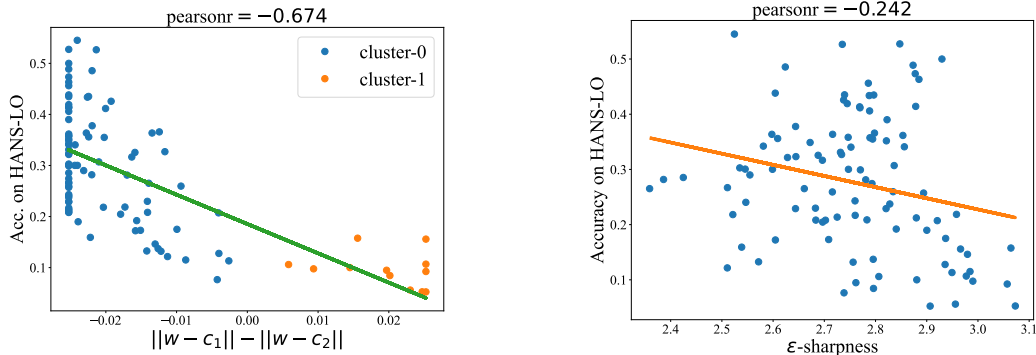 pearsonr = −0.674
Acc. on HANS-LO
0.5
0.4
0.3
0.2
0.1
cluster-0
cluster-1
−0.02
−0.01
0.00
0.01
0.02
||w − c₁|| − ||w − c₂||
pearsonr = −0.242
Accuracy on HANS-LO
0.5
0.4
0.3
0.2
0.1
2.4
2.5
2.6
2.7
2.8
2.9
3.0
3.1
ε-sharpness